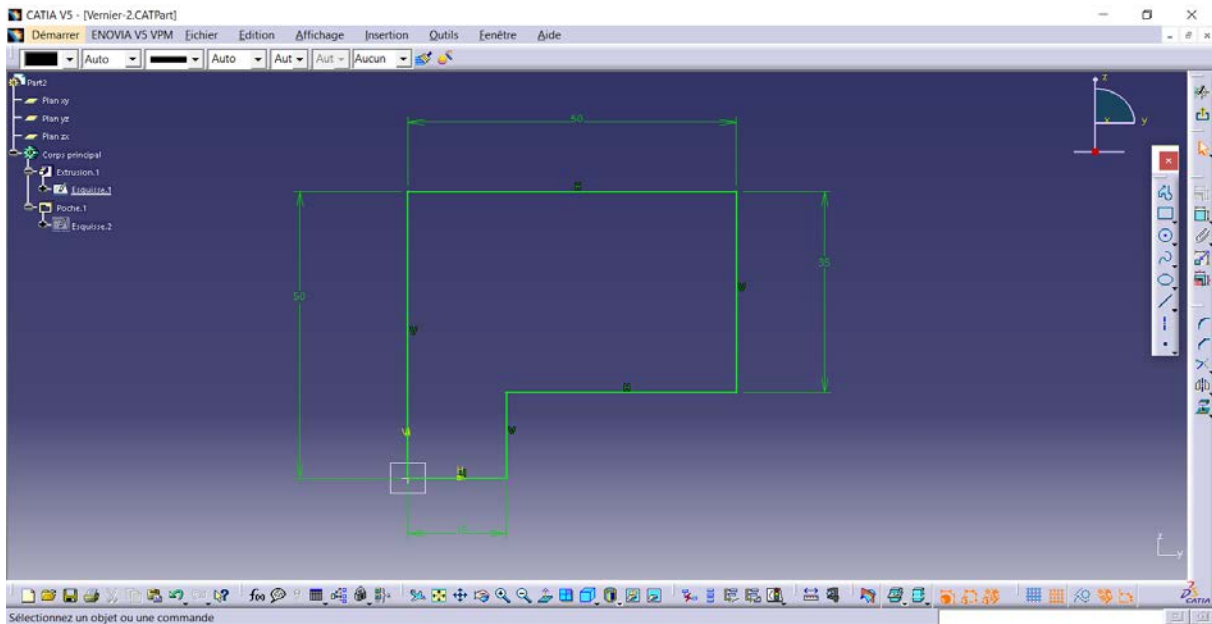 CATIA V5 - [Vernier-2.CATPart]
Démarrer ENOVIA V5 VPM Eichier Edition Affichage Insertion Outils Fenêtre Aide
Auto Auto Aut Aut Aucun
Part2
Plan xy
Plan yz
Plan zx
Corps principal
Extrusion.1
Esquisse.1
Poche.1
Esquisse.2
z
x y
50
H
35
50
V
V
H
V
V
H
z
y
f(x)
CATIA
Sélectionnez un objet ou une commande